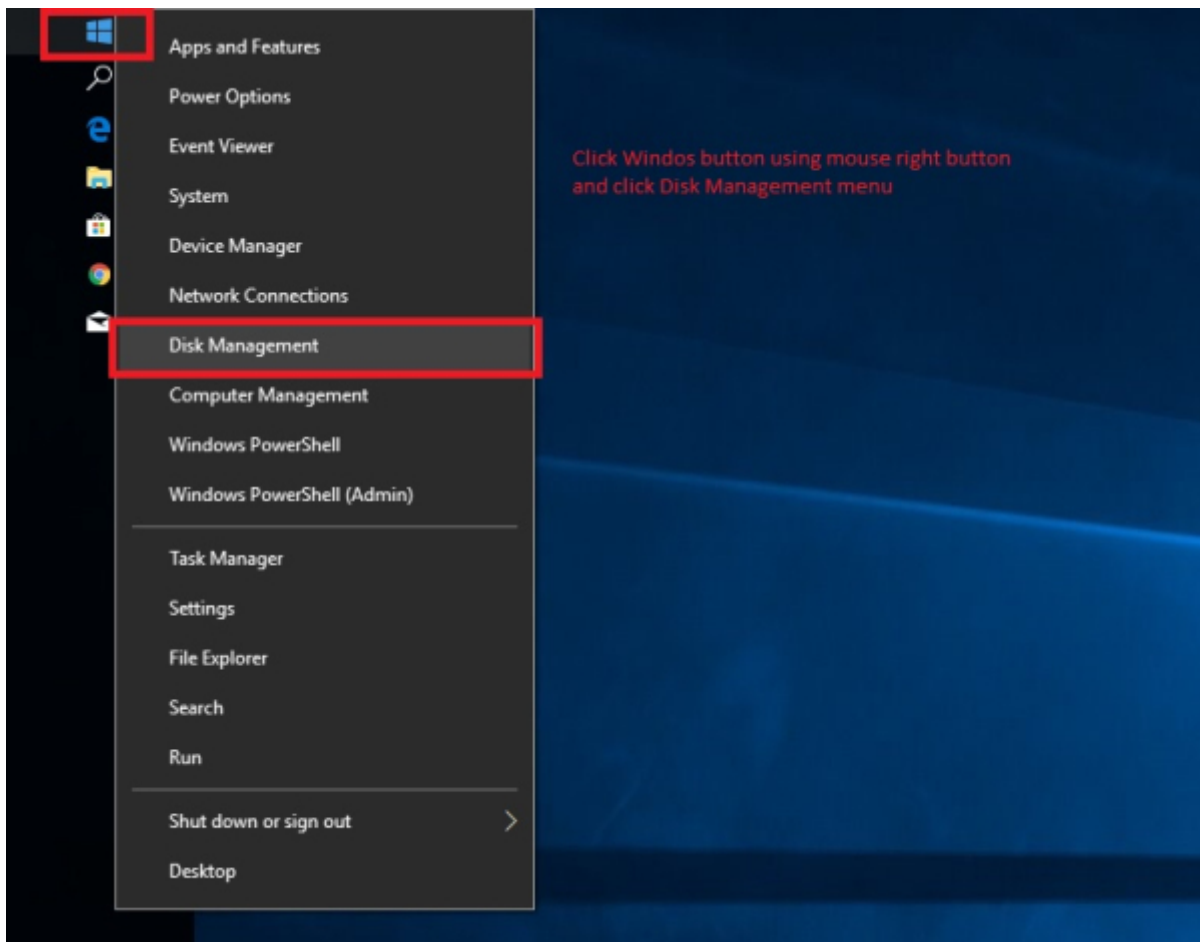 Apps and Features
Power Options
Event Viewer
Click Windos button using mouse right button
and click Disk Management menu
System
Device Manager
Network Connections
Disk Management
Computer Management
Windows PowerShell
Windows PowerShell (Admin)
Task Manager
Settings
File Explorer
Search
Run
Shut down or sign out
Desktop